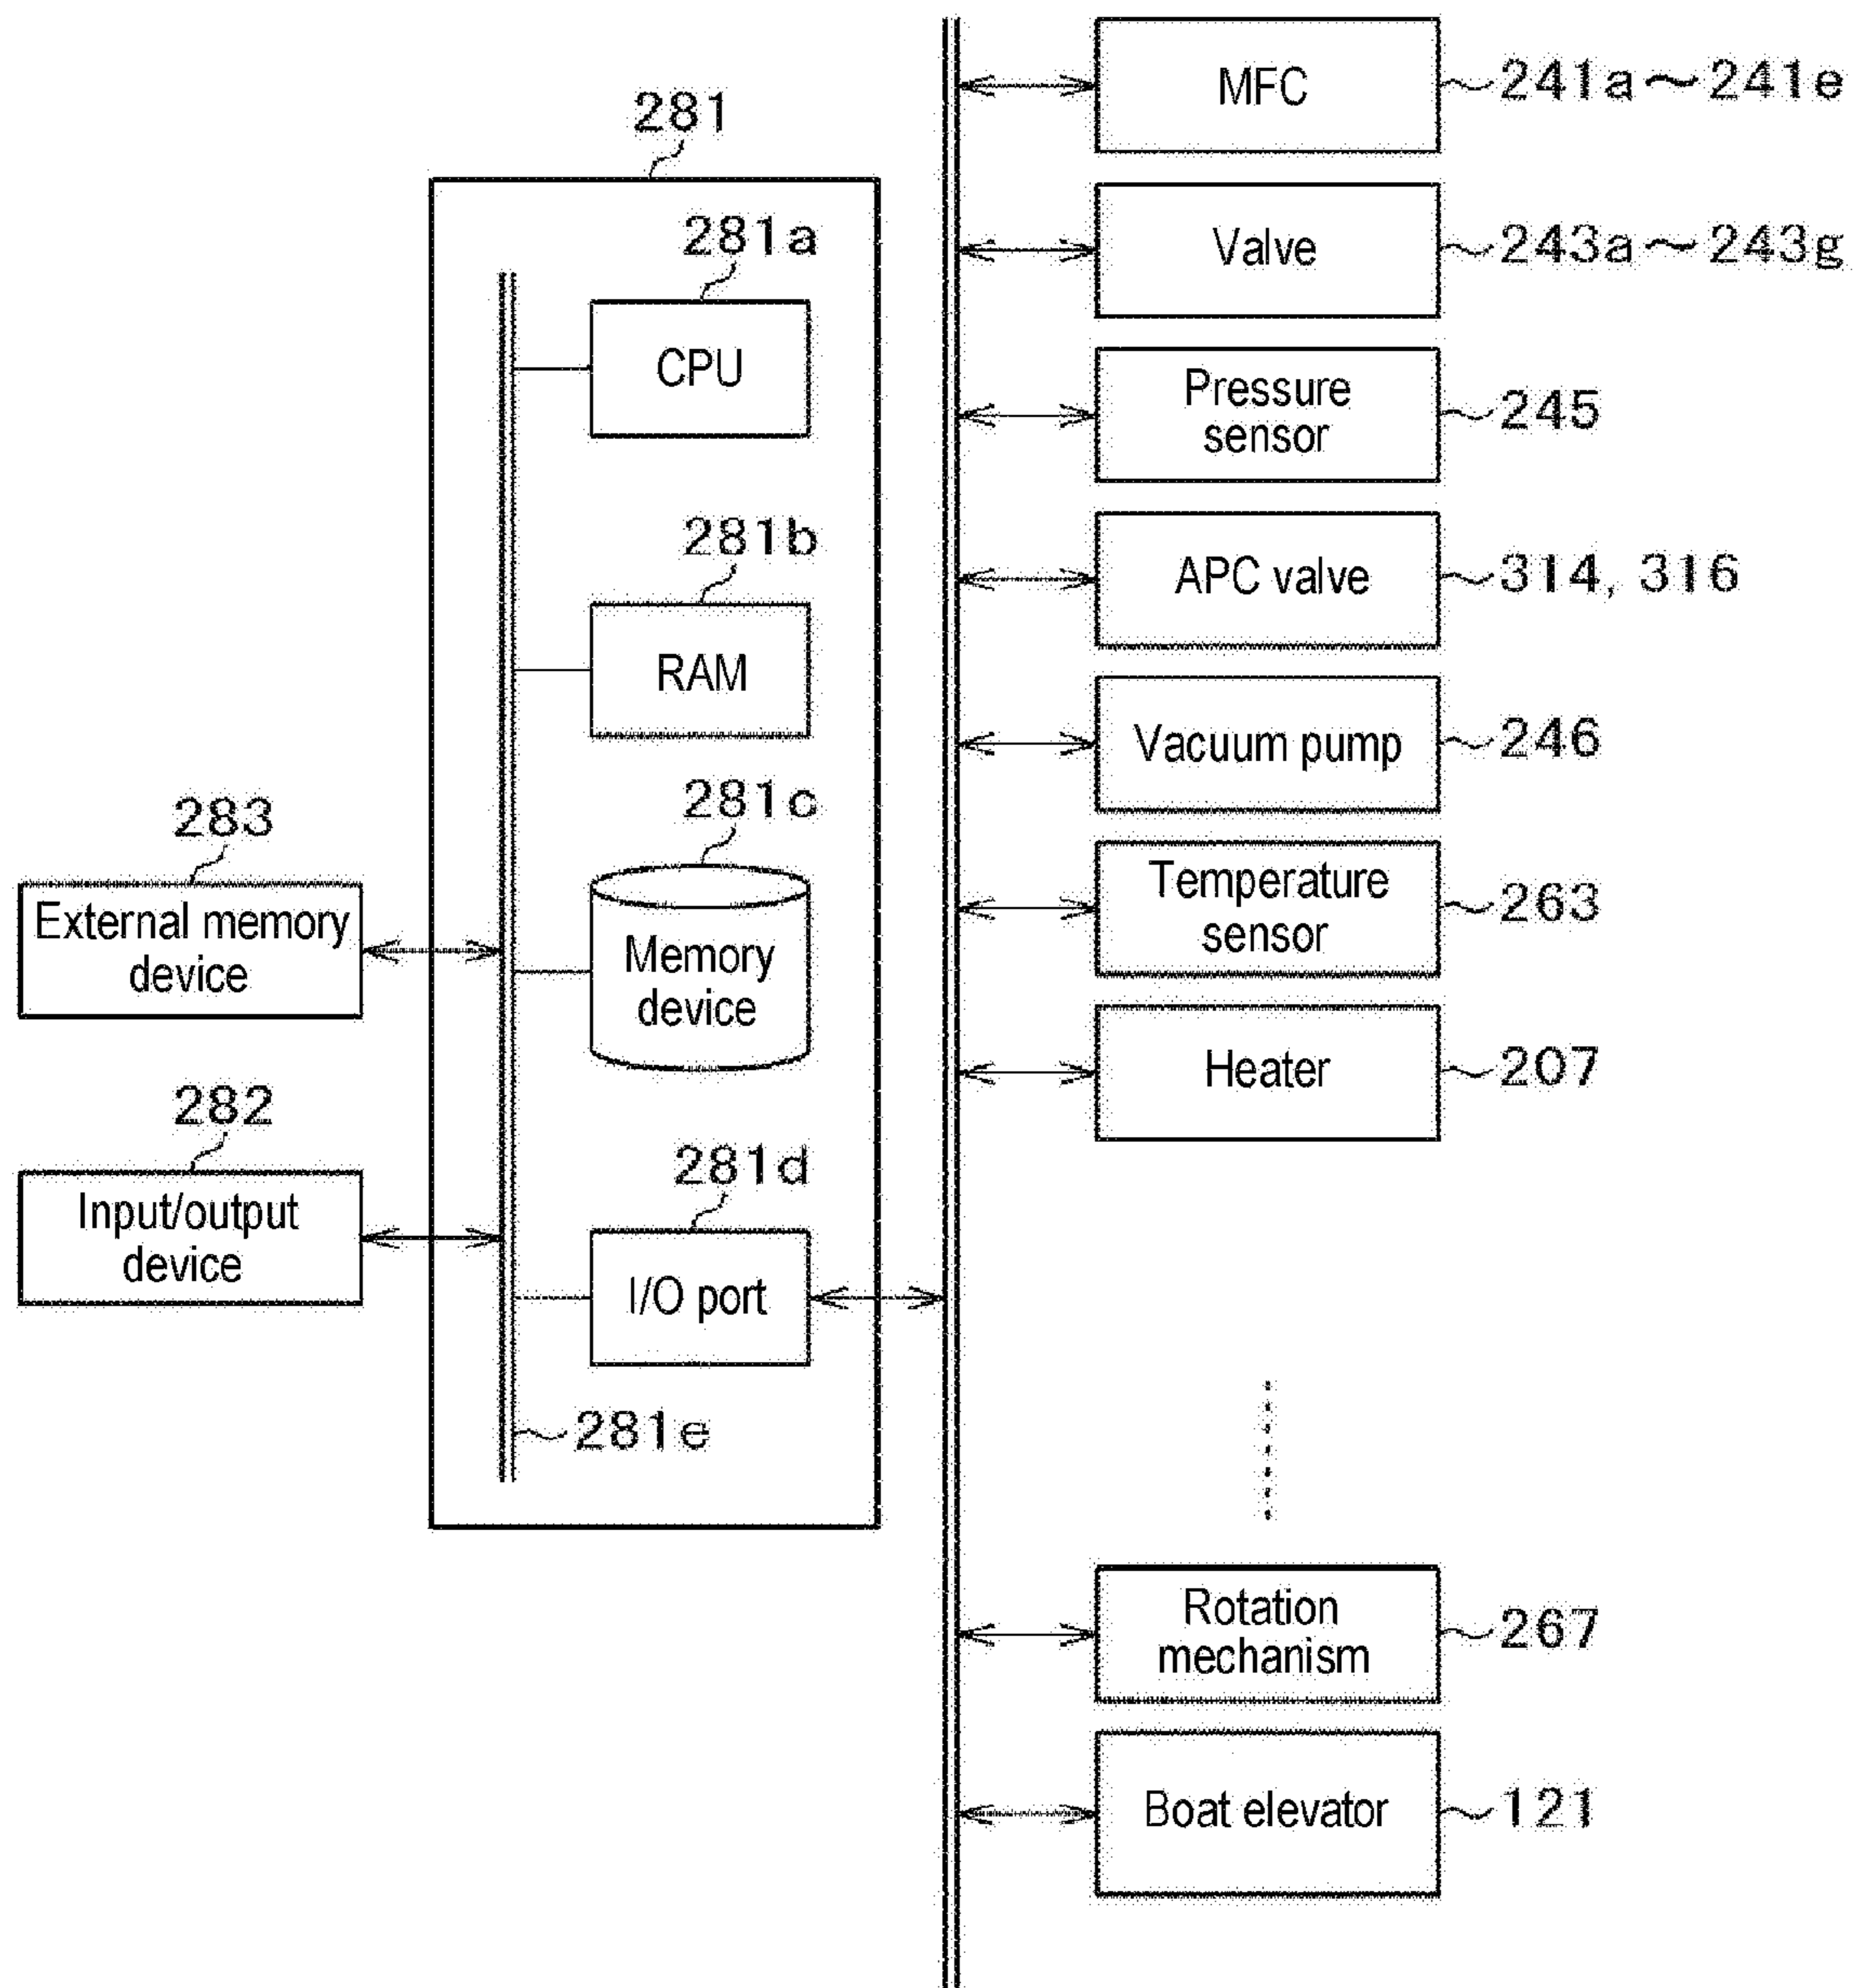 281
281a
CPU
281b
RAM
281c
Memory
device
281d
I/O port
281e
283
External memory
device
282
Input/output
device
MFC
241a~241e
Valve
243a~243g
Pressure
sensor
245
APC valve
314, 316
Vacuum pump
246
Temperature
sensor
263
Heater
207
Rotation
mechanism
267
Boat elevator
121